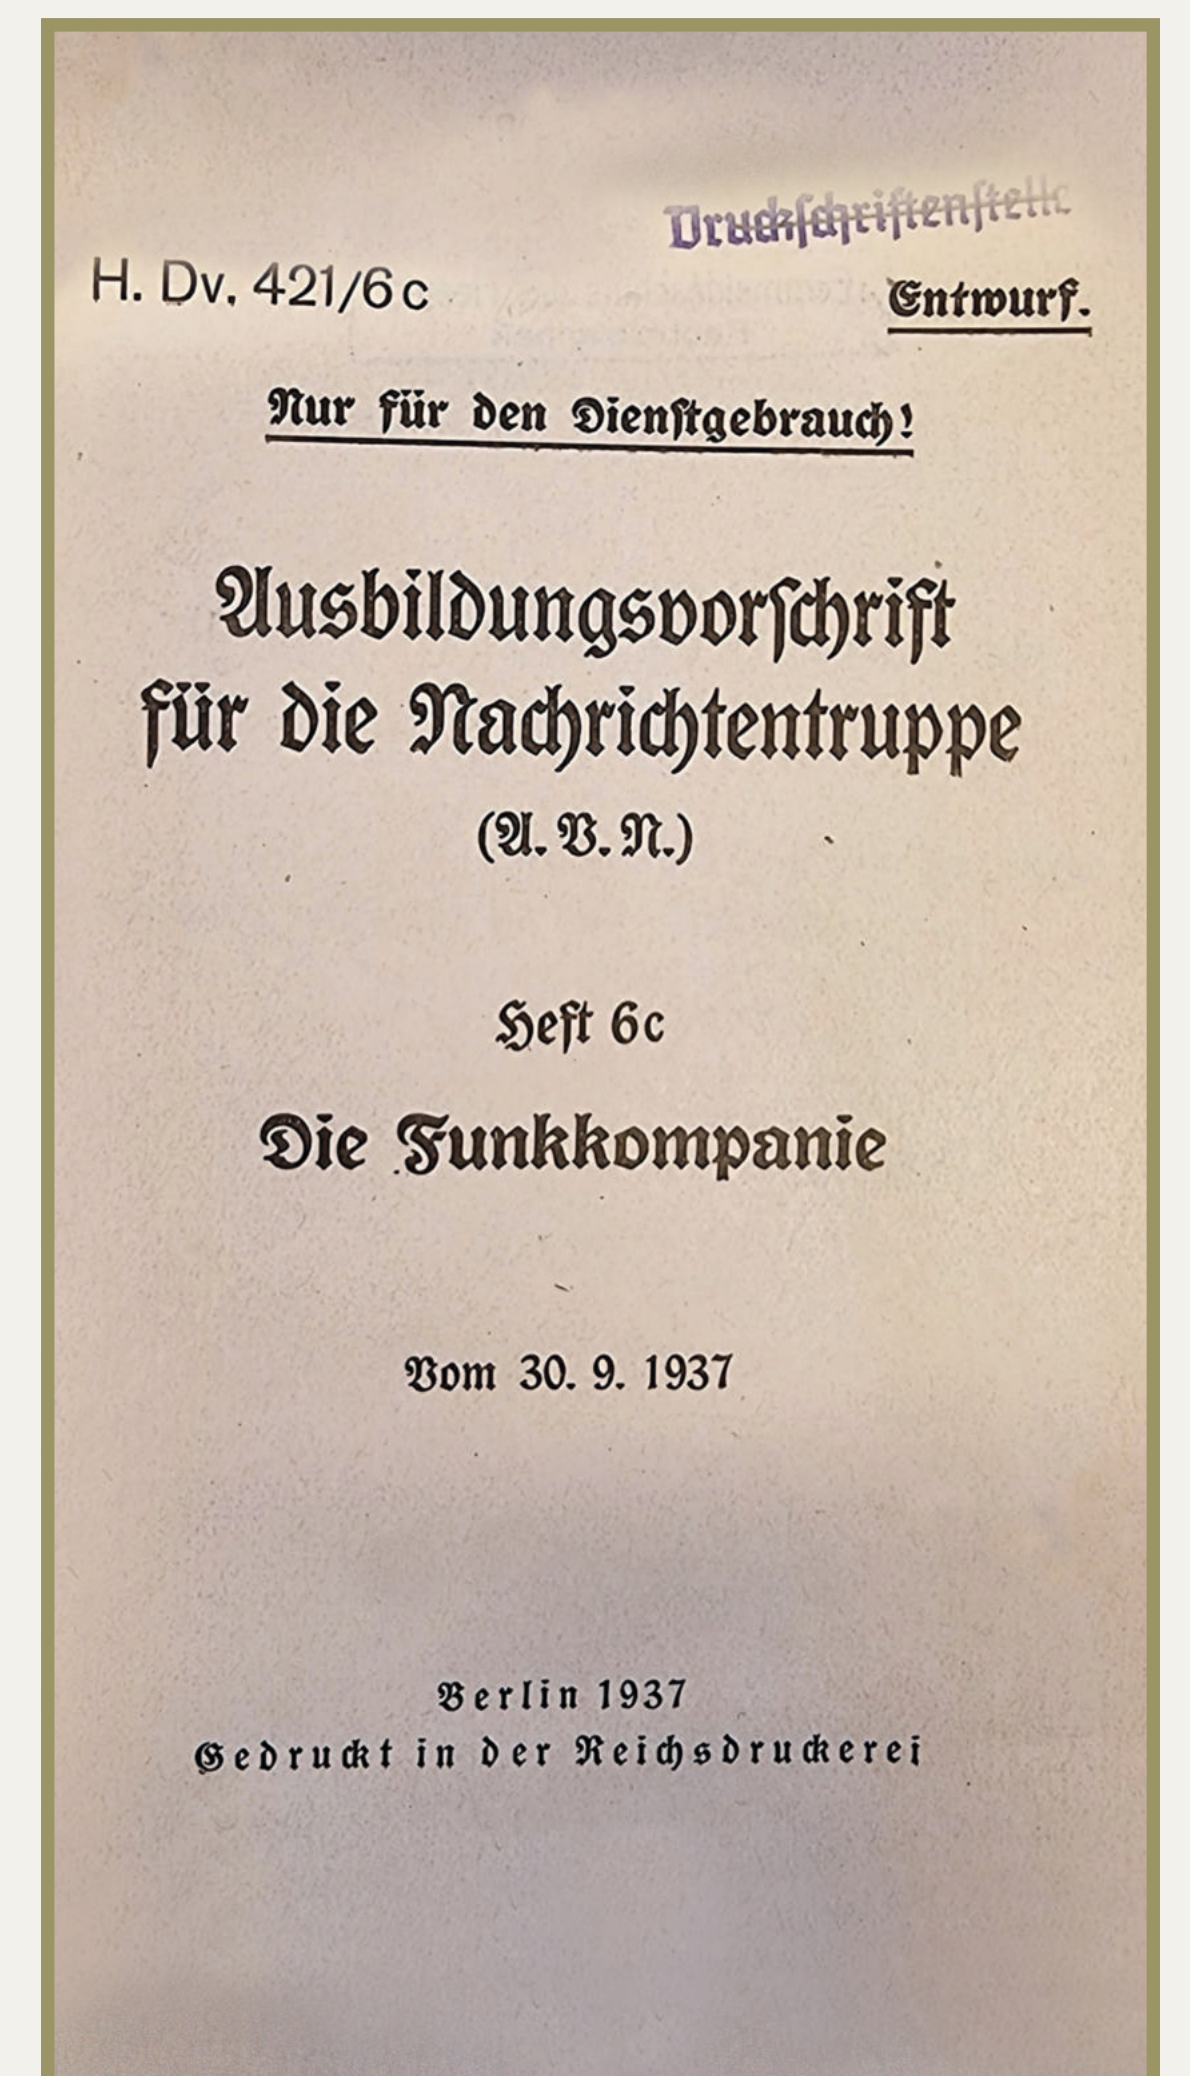 Druckschriftenstelle
H. Dv. 421/6c
Entwurf.
Nur für den Dienstgebrauch!
Ausbildungsvorschrift
für die Nachrichtentruppe
(A. V. N.)
Heft 6c
Die Funkkompanie
Vom 30. 9. 1937
Berlin 1937
Gedruckt in der Reichsdruckerei